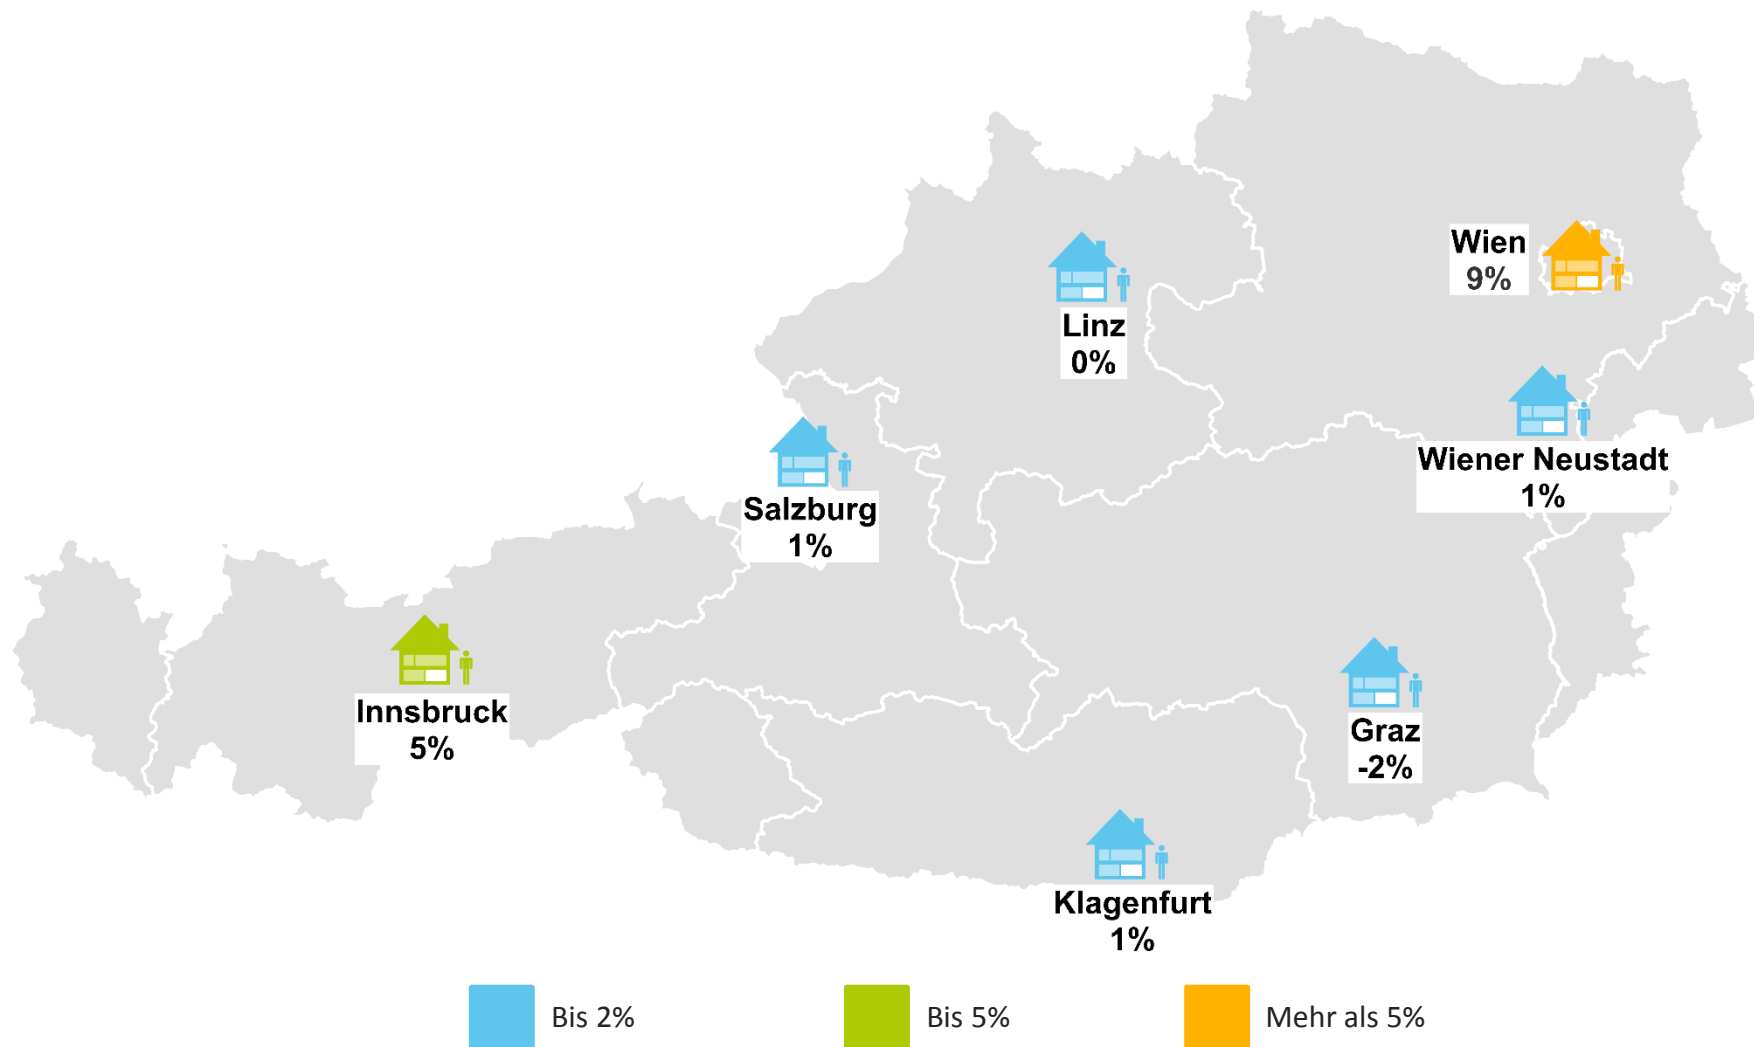 Wien
9%
Linz
0%
Wiener Neustadt
1%
Salzburg
1%
Innsbruck
5%
Graz
-2%
Klagenfurt
1%
Bis 2%
Bis 5%
Mehr als 5%